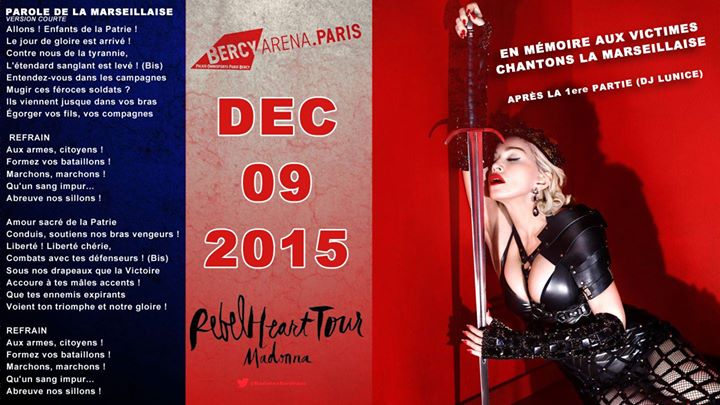 PAROLE DE LA MARSEILLAISE
VERSION COURTE
Allons ! Enfants de la Patrie !
Le jour de gloire est arrivé !
Contre nous de la tyrannie,
L'étendard sanglant est levé ! (Bis)
Entendez-vous dans les campagnes
Mugir ces féroces soldats ?
Ils viennent jusque dans vos bras
Égorger vos fils, vos compagnes
REFRAIN
Aux armes, citoyens !
Formez vos bataillons !
Marchons, marchons !
Qu'un sang impur...
Abreuve nos sillons !
Amour sacré de la Patrie
Conduis, soutiens nos bras vengeurs !
Liberté ! Liberté chérie,
Combats avec tes défenseurs ! (Bis)
Sous nos drapeaux que la Victoire
Accoure à tes mâles accents !
Que tes ennemis expirants
Voient ton triomphe et notre gloire !
REFRAIN
Aux armes, citoyens !
Formez vos bataillons !
Marchons, marchons !
Qu'un sang impur...
Abreuve nos sillons !
BERCY ARENA.PARIS
PALAIS OMNISPORTS PARIS BERCY
DEC
09
2015
Rebel Heart Tour
Madonna
EN MÉMOIRE AUX VICTIMES
CHANTONS LA MARSEILLAISE
APRÈS LA 1ere PARTIE (DJ LUNICE)